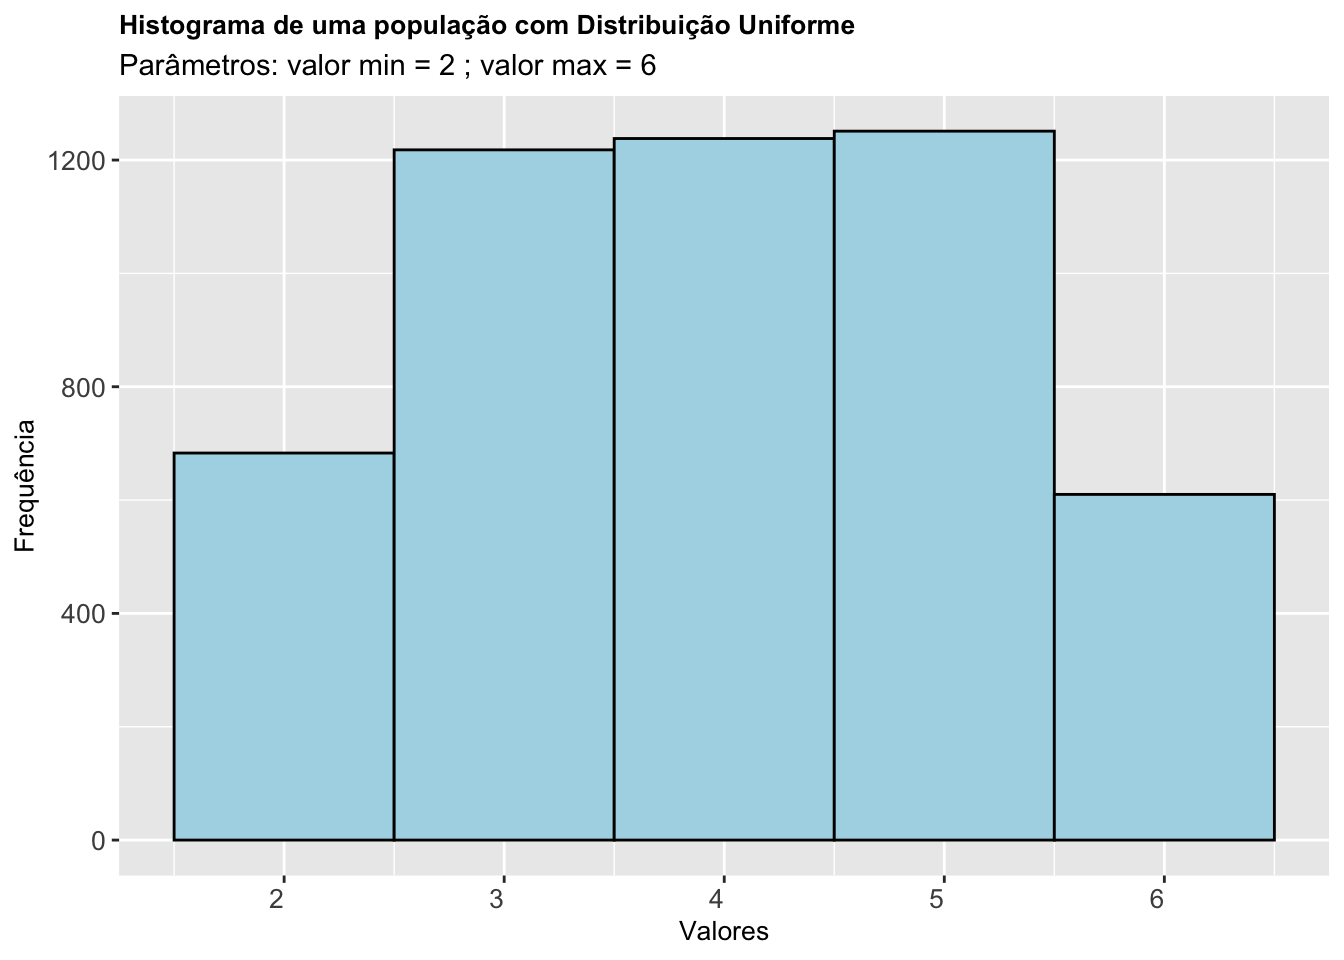 Histograma de uma população com Distribuição Uniforme
Parâmetros: valor min = 2 ; valor max = 6
1200
800
400
0
Frequência
2 3 4 5 6
Valores